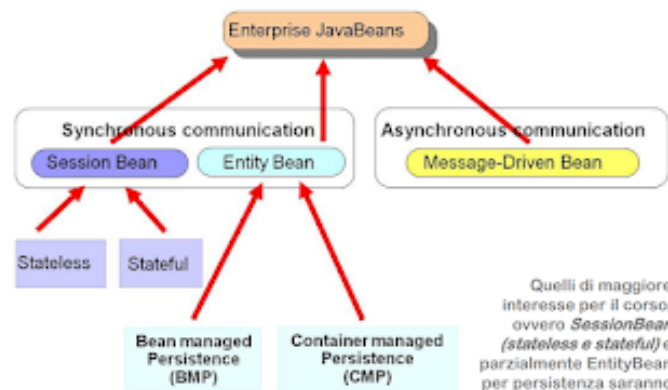 Enterprise JavaBeans
Synchronous communication
Session Bean
Entity Bean
Asynchronous communication
Message-Driven Bean
Stateless
Stateful
Bean managed
Persistence
(BMP)
Container managed
Persistence
(CMP)
Quelli di maggiore
interesse per il corso,
ovvero SessionBean
(stateless e stateful) e
parzialmente EntityBean
per persistenza saranno